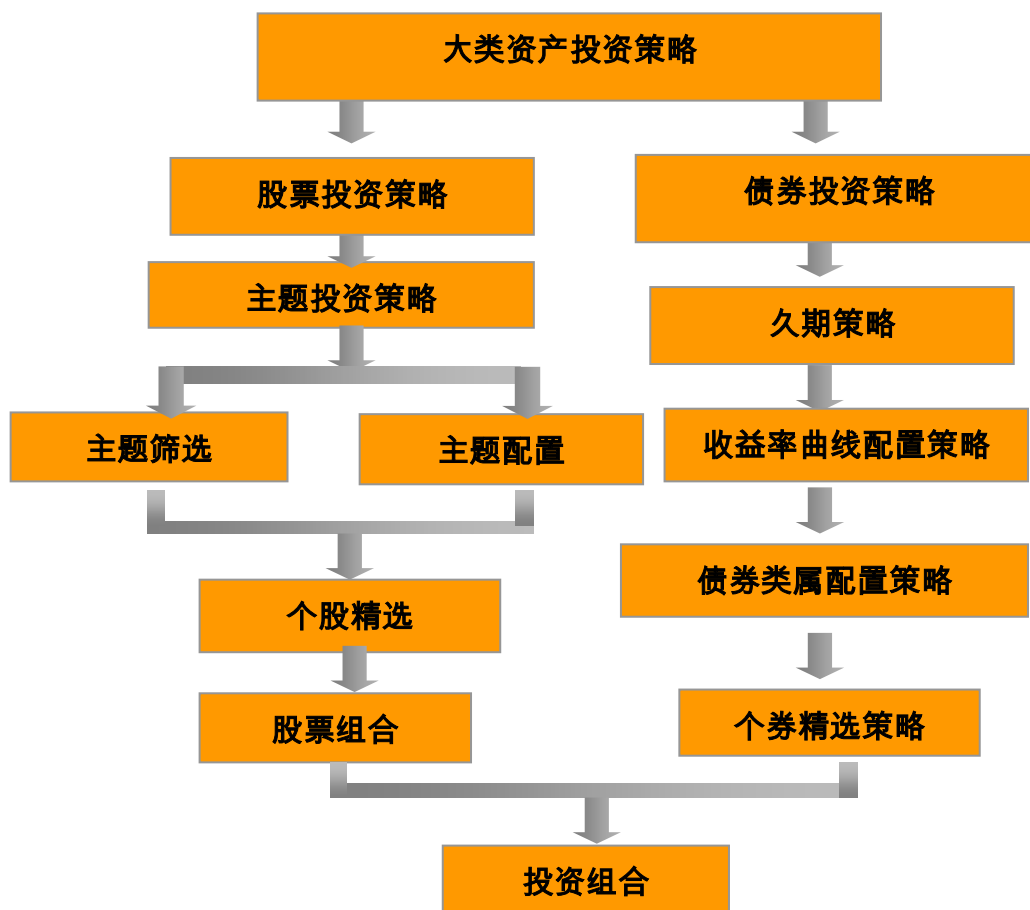 大类资产投资策略
股票投资策略
债券投资策略
主题投资策略
久期策略
主题筛选
主题配置
收益率曲线配置策略
债券类属配置策略
个股精选
股票组合
个券精选策略
投资组合